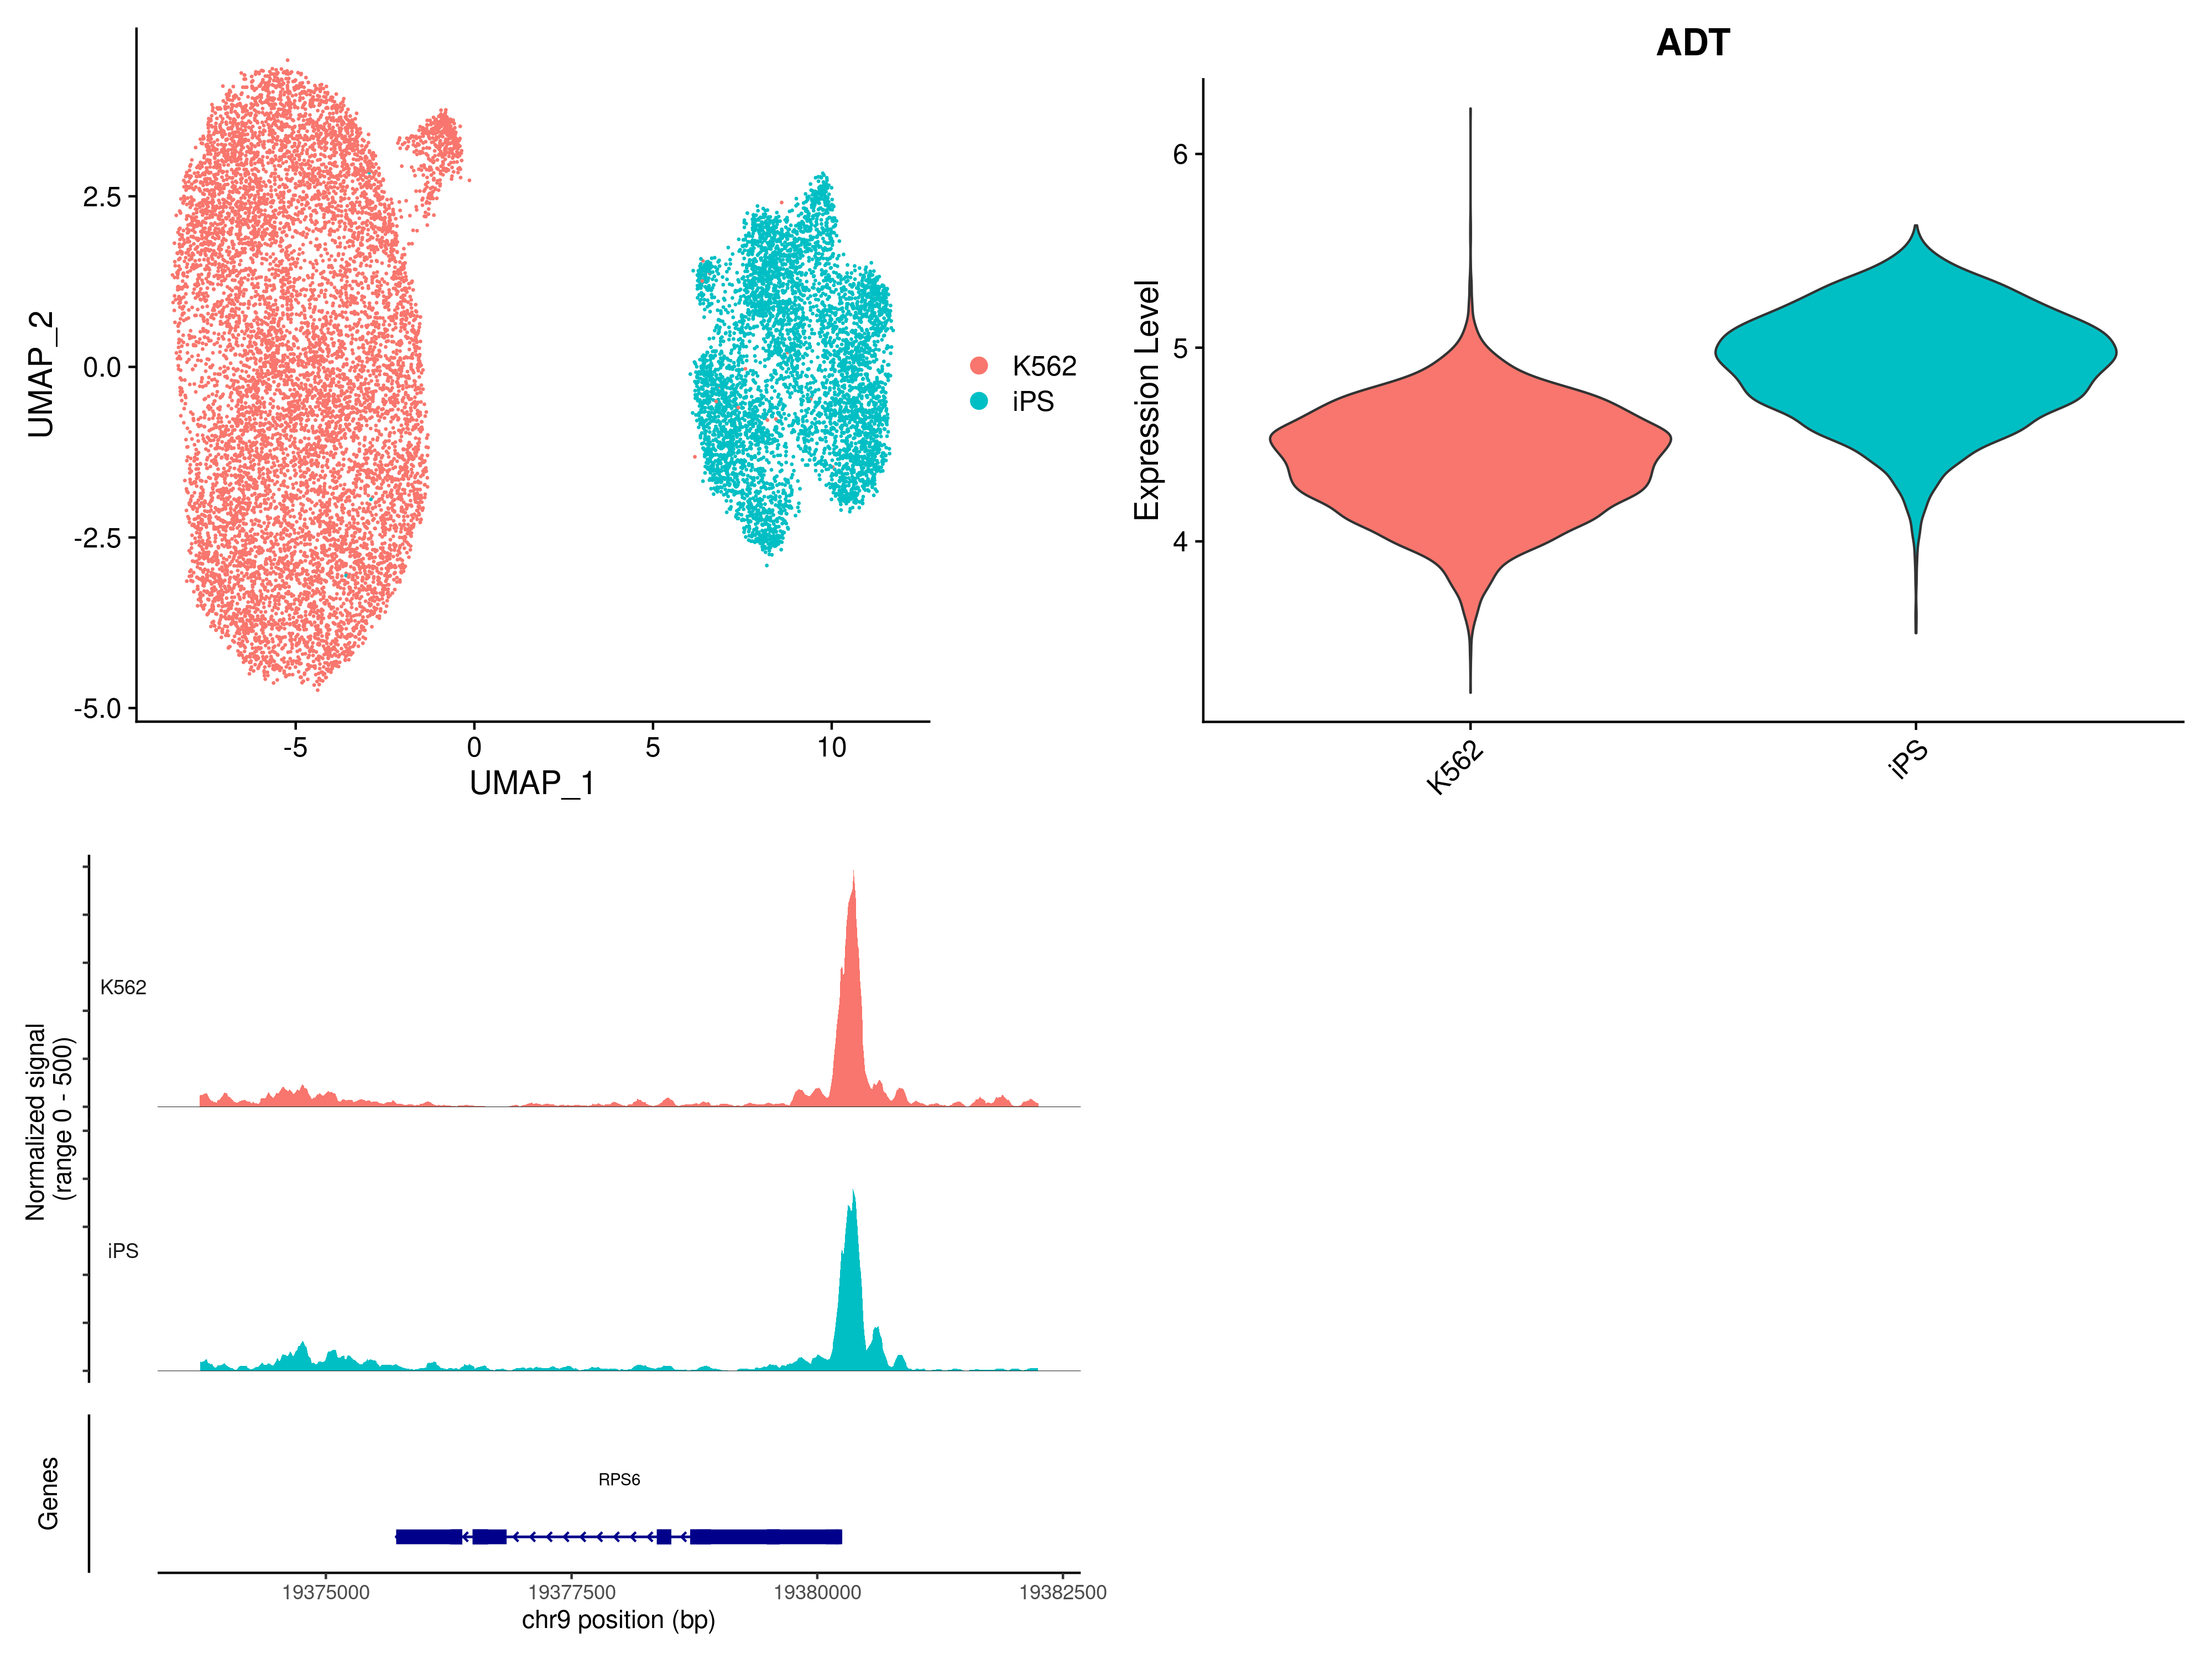 UMAP_2
2.5
0.0
-2.5
-5.0
-5
0
5
10
UMAP_1
K562
iPS
ADT
Expression Level
6
5
4
K562
iPS
Normalized signal
(range 0 - 500)
K562
iPS
Genes
RPS6
19375000
19377500
19380000
19382500
chr9 position (bp)